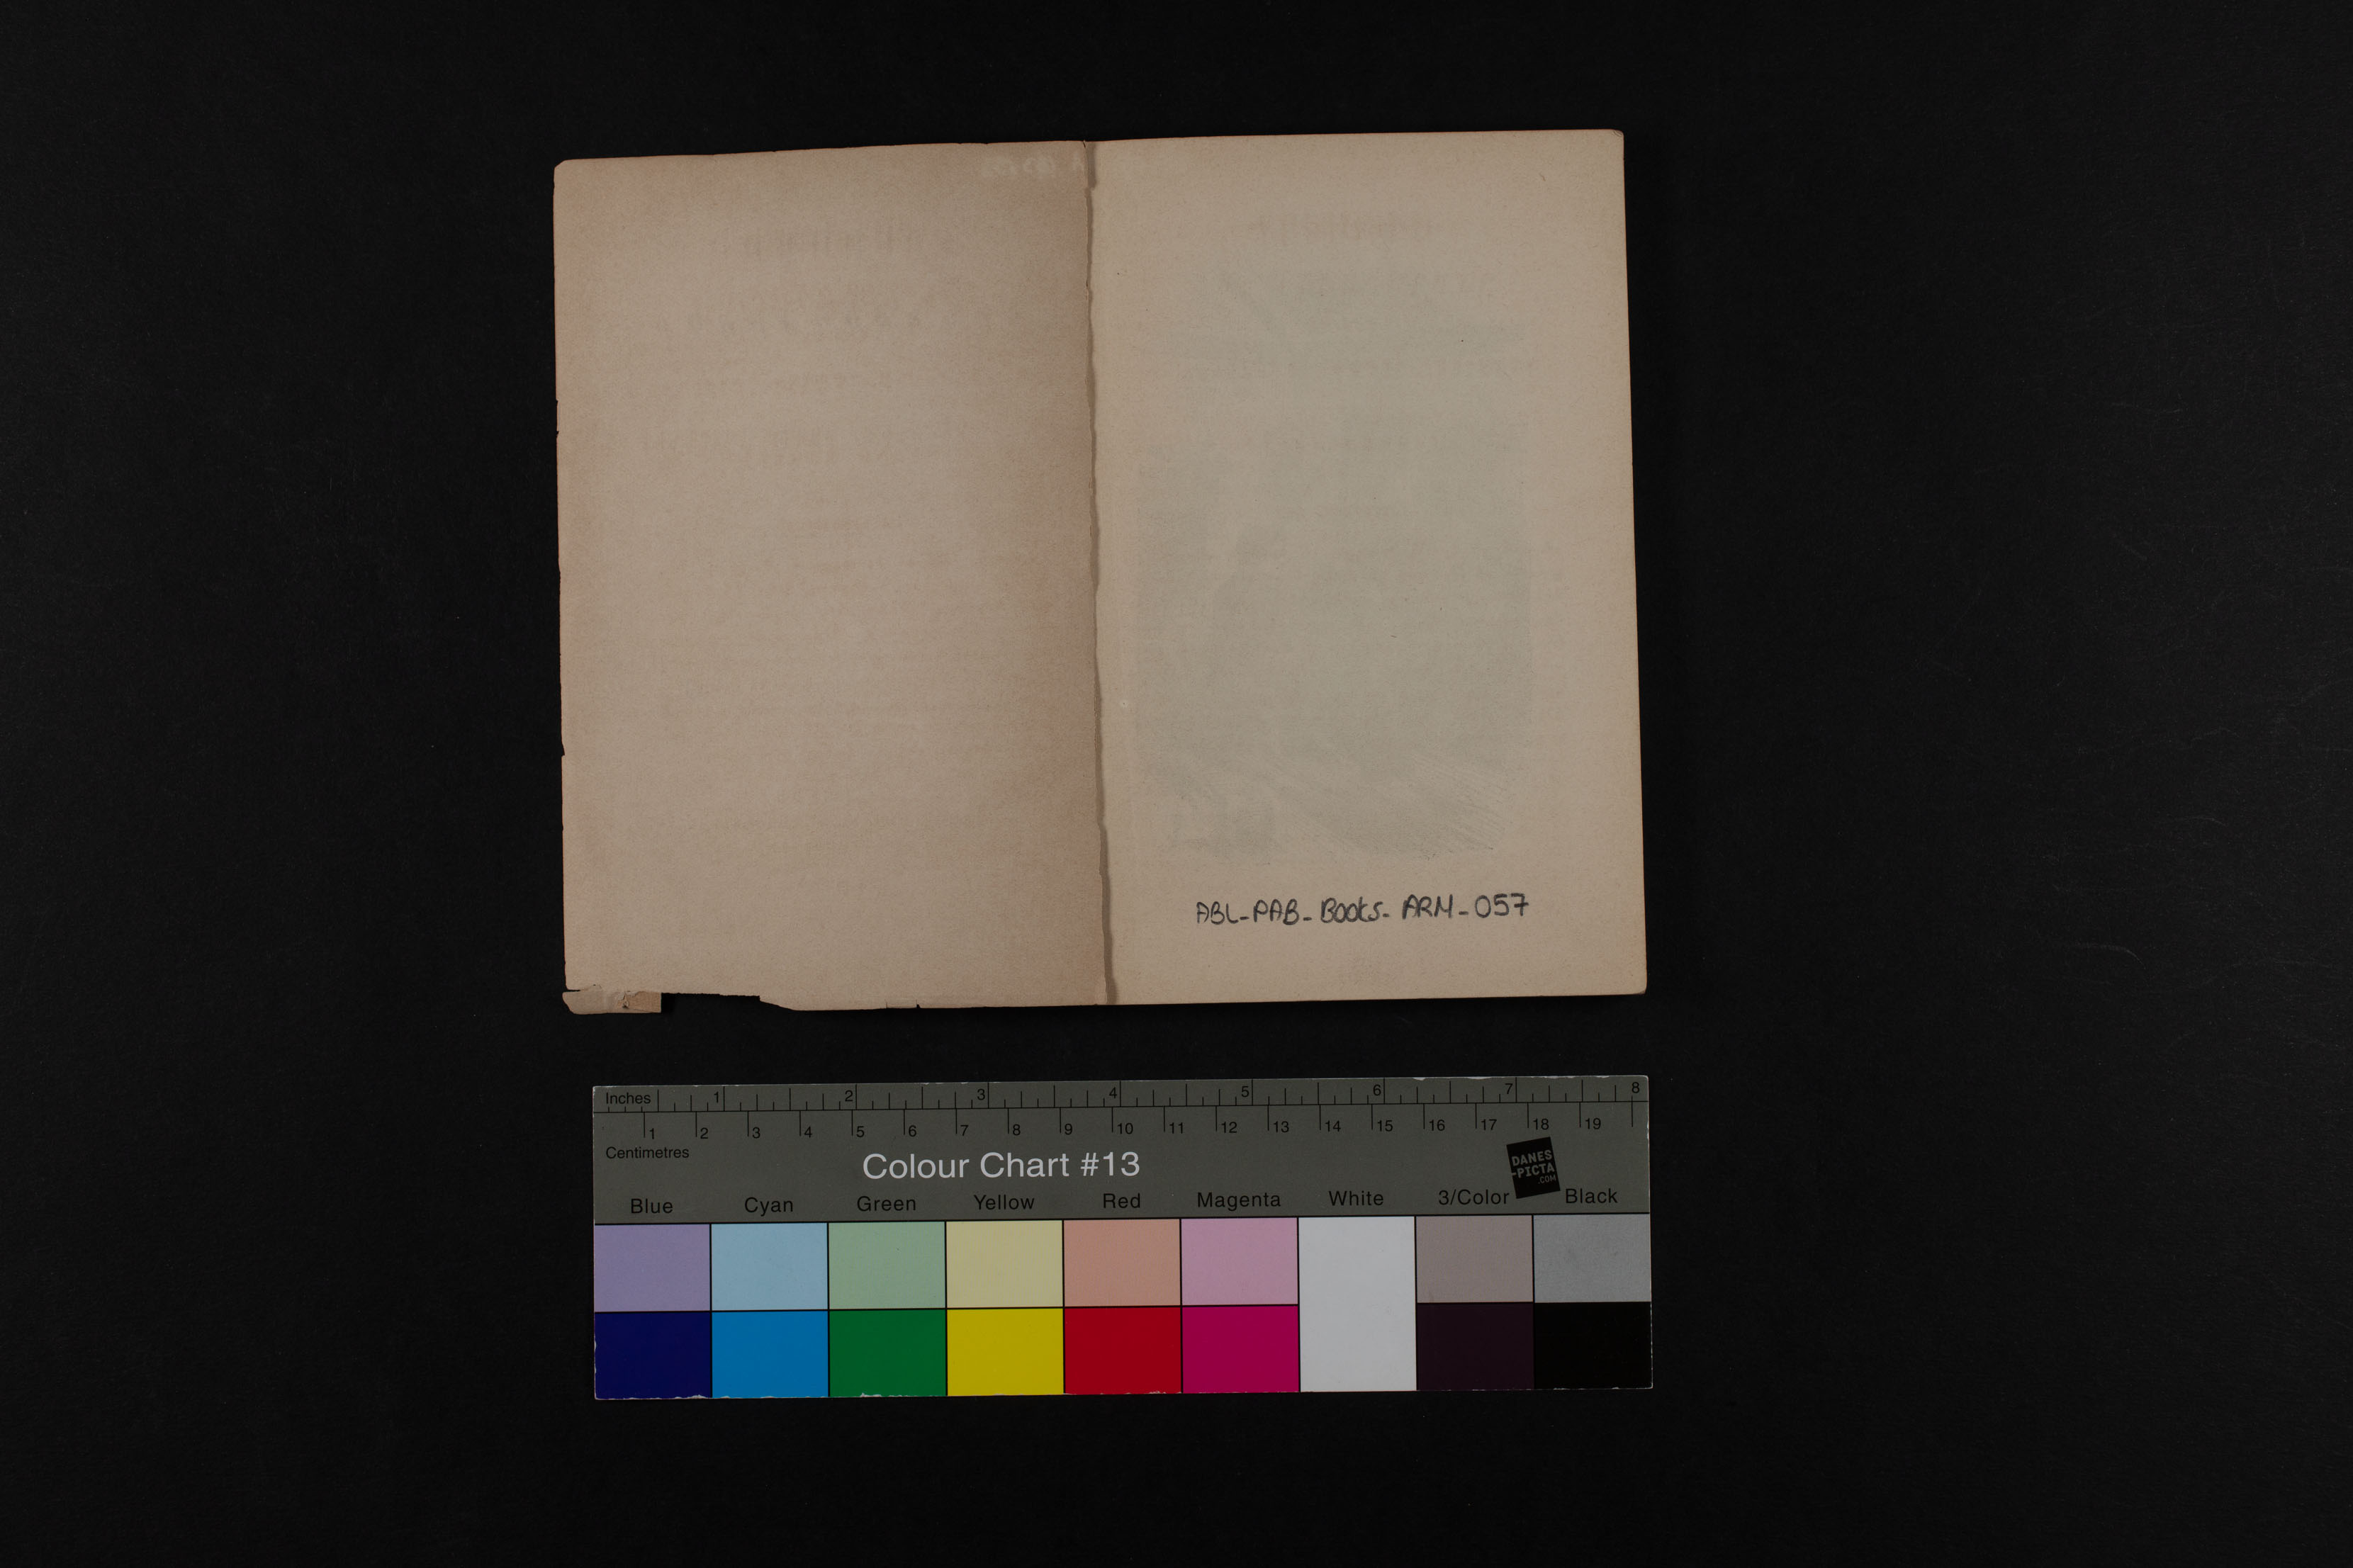 ABL-PAB-Books-ARM-057
Inches 1 2 3 4 5 6 7 8
1 2 3 4 5 6 7 8 9 10 11 12 13 14 15 16 17 18 19
Centimetres
Colour Chart #13
DANES
-PICTA
.COM
Blue Cyan Green Yellow Red Magenta White 3/Color Black